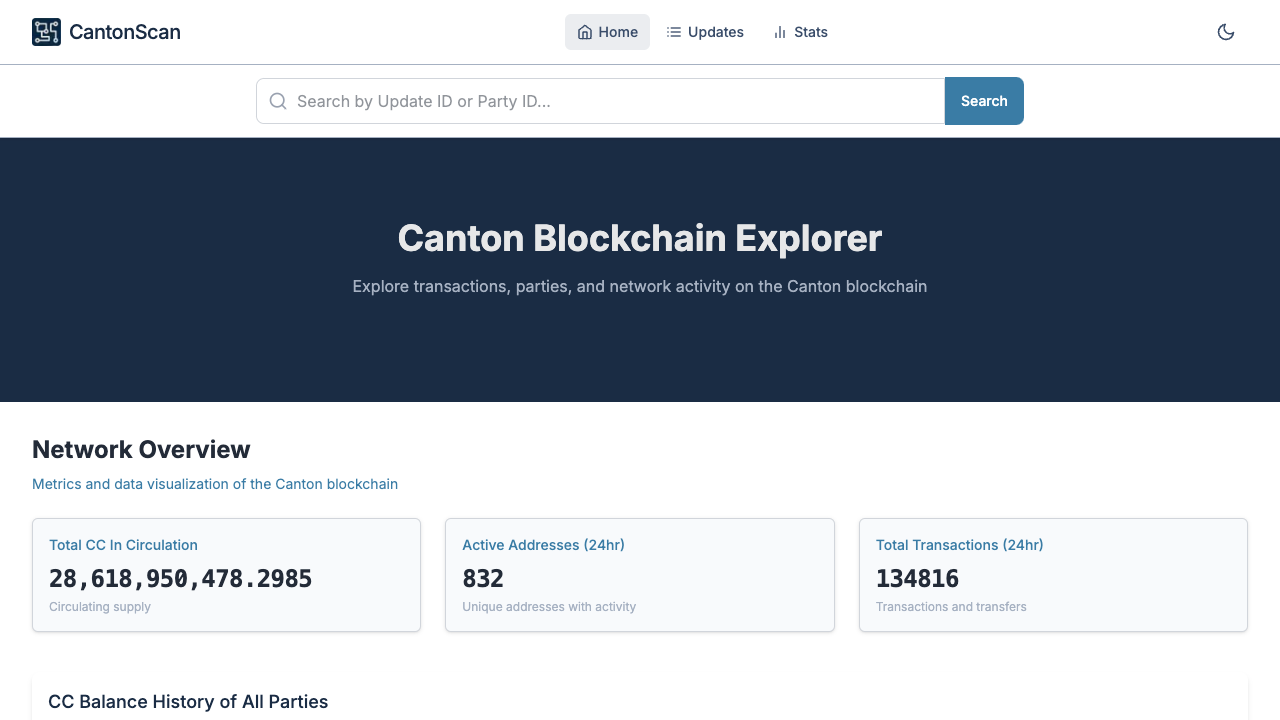 CantonScan
Home
Updates
Stats
Search by Update ID or Party ID...
Search
Canton Blockchain Explorer
Explore transactions, parties, and network activity on the Canton blockchain
Network Overview
Metrics and data visualization of the Canton blockchain
Total CC In Circulation
28,618,950,478.2985
Circulating supply
Active Addresses (24hr)
832
Unique addresses with activity
Total Transactions (24hr)
134816
Transactions and transfers
CC Balance History of All Parties